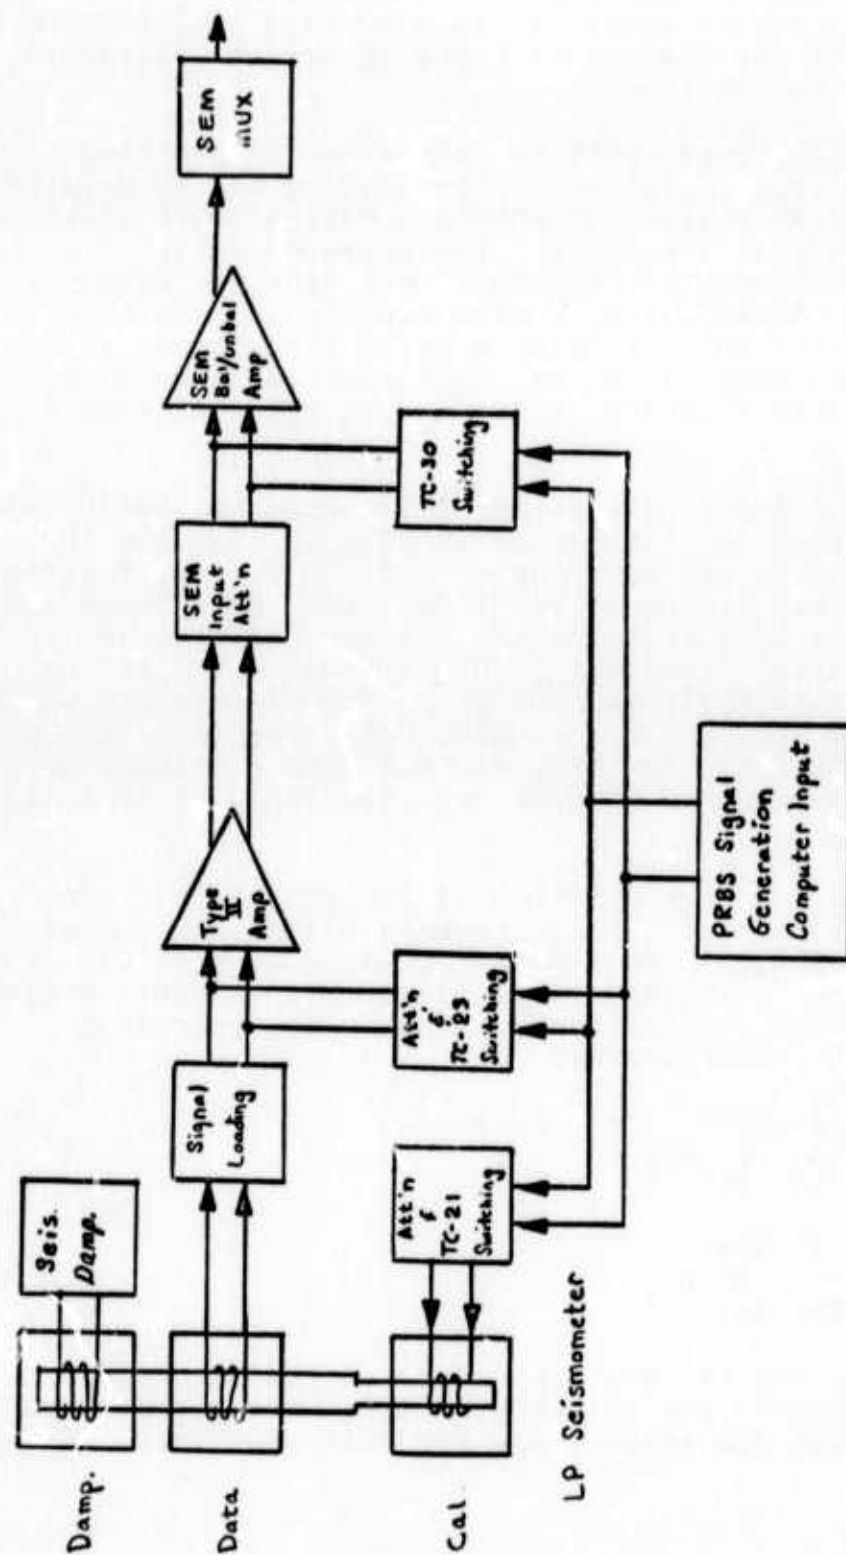 Damp.
Seis.
Damp.
Data
Signal
Loading
Type
II
Amp
SEM
Input
Att'n
SEM
Bal/unbal
Amp
SEM
MUX
Cal.
Att'n
&
TC-21
Switching
Att'n
&
TC-23
Switching
TC-30
Switching
LP Seismometer
PRBS Signal
Generation
Computer Input